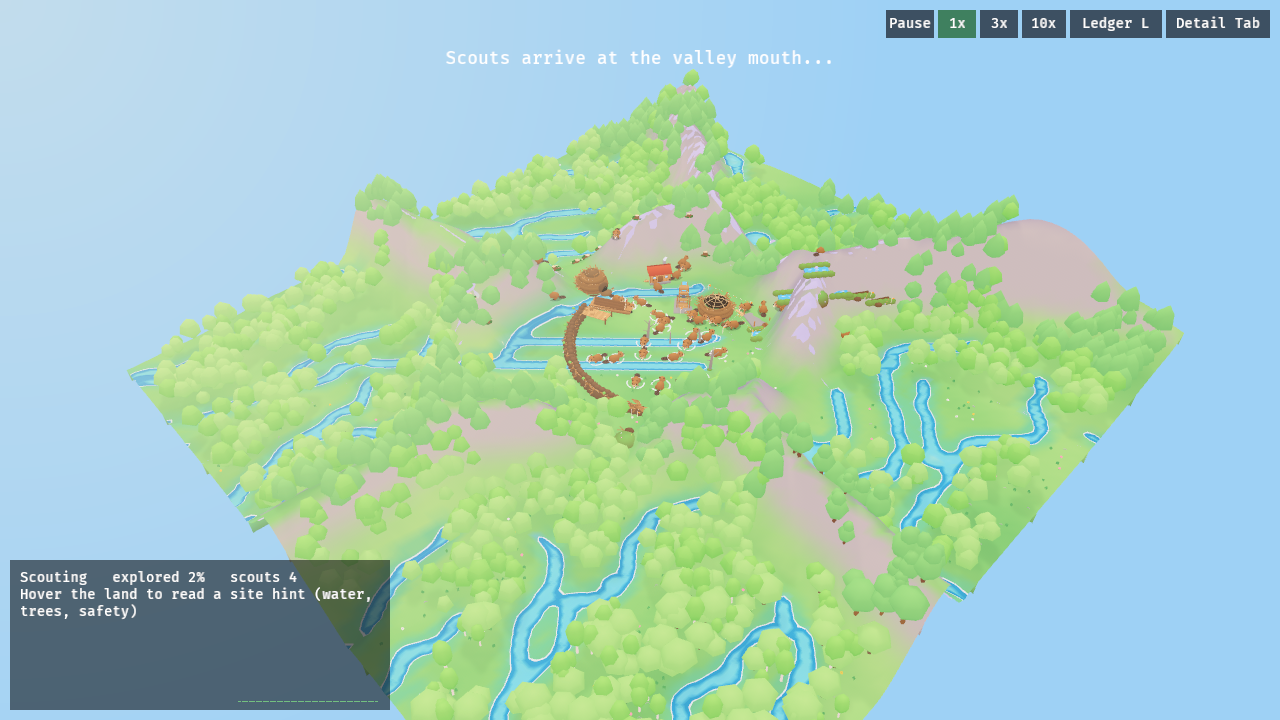 Pause 1x 3x 10x Ledger L Detail Tab
Scouts arrive at the valley mouth...
Scouting explored 2% scouts 4
Hover the land to read a site hint (water,
trees, safety)